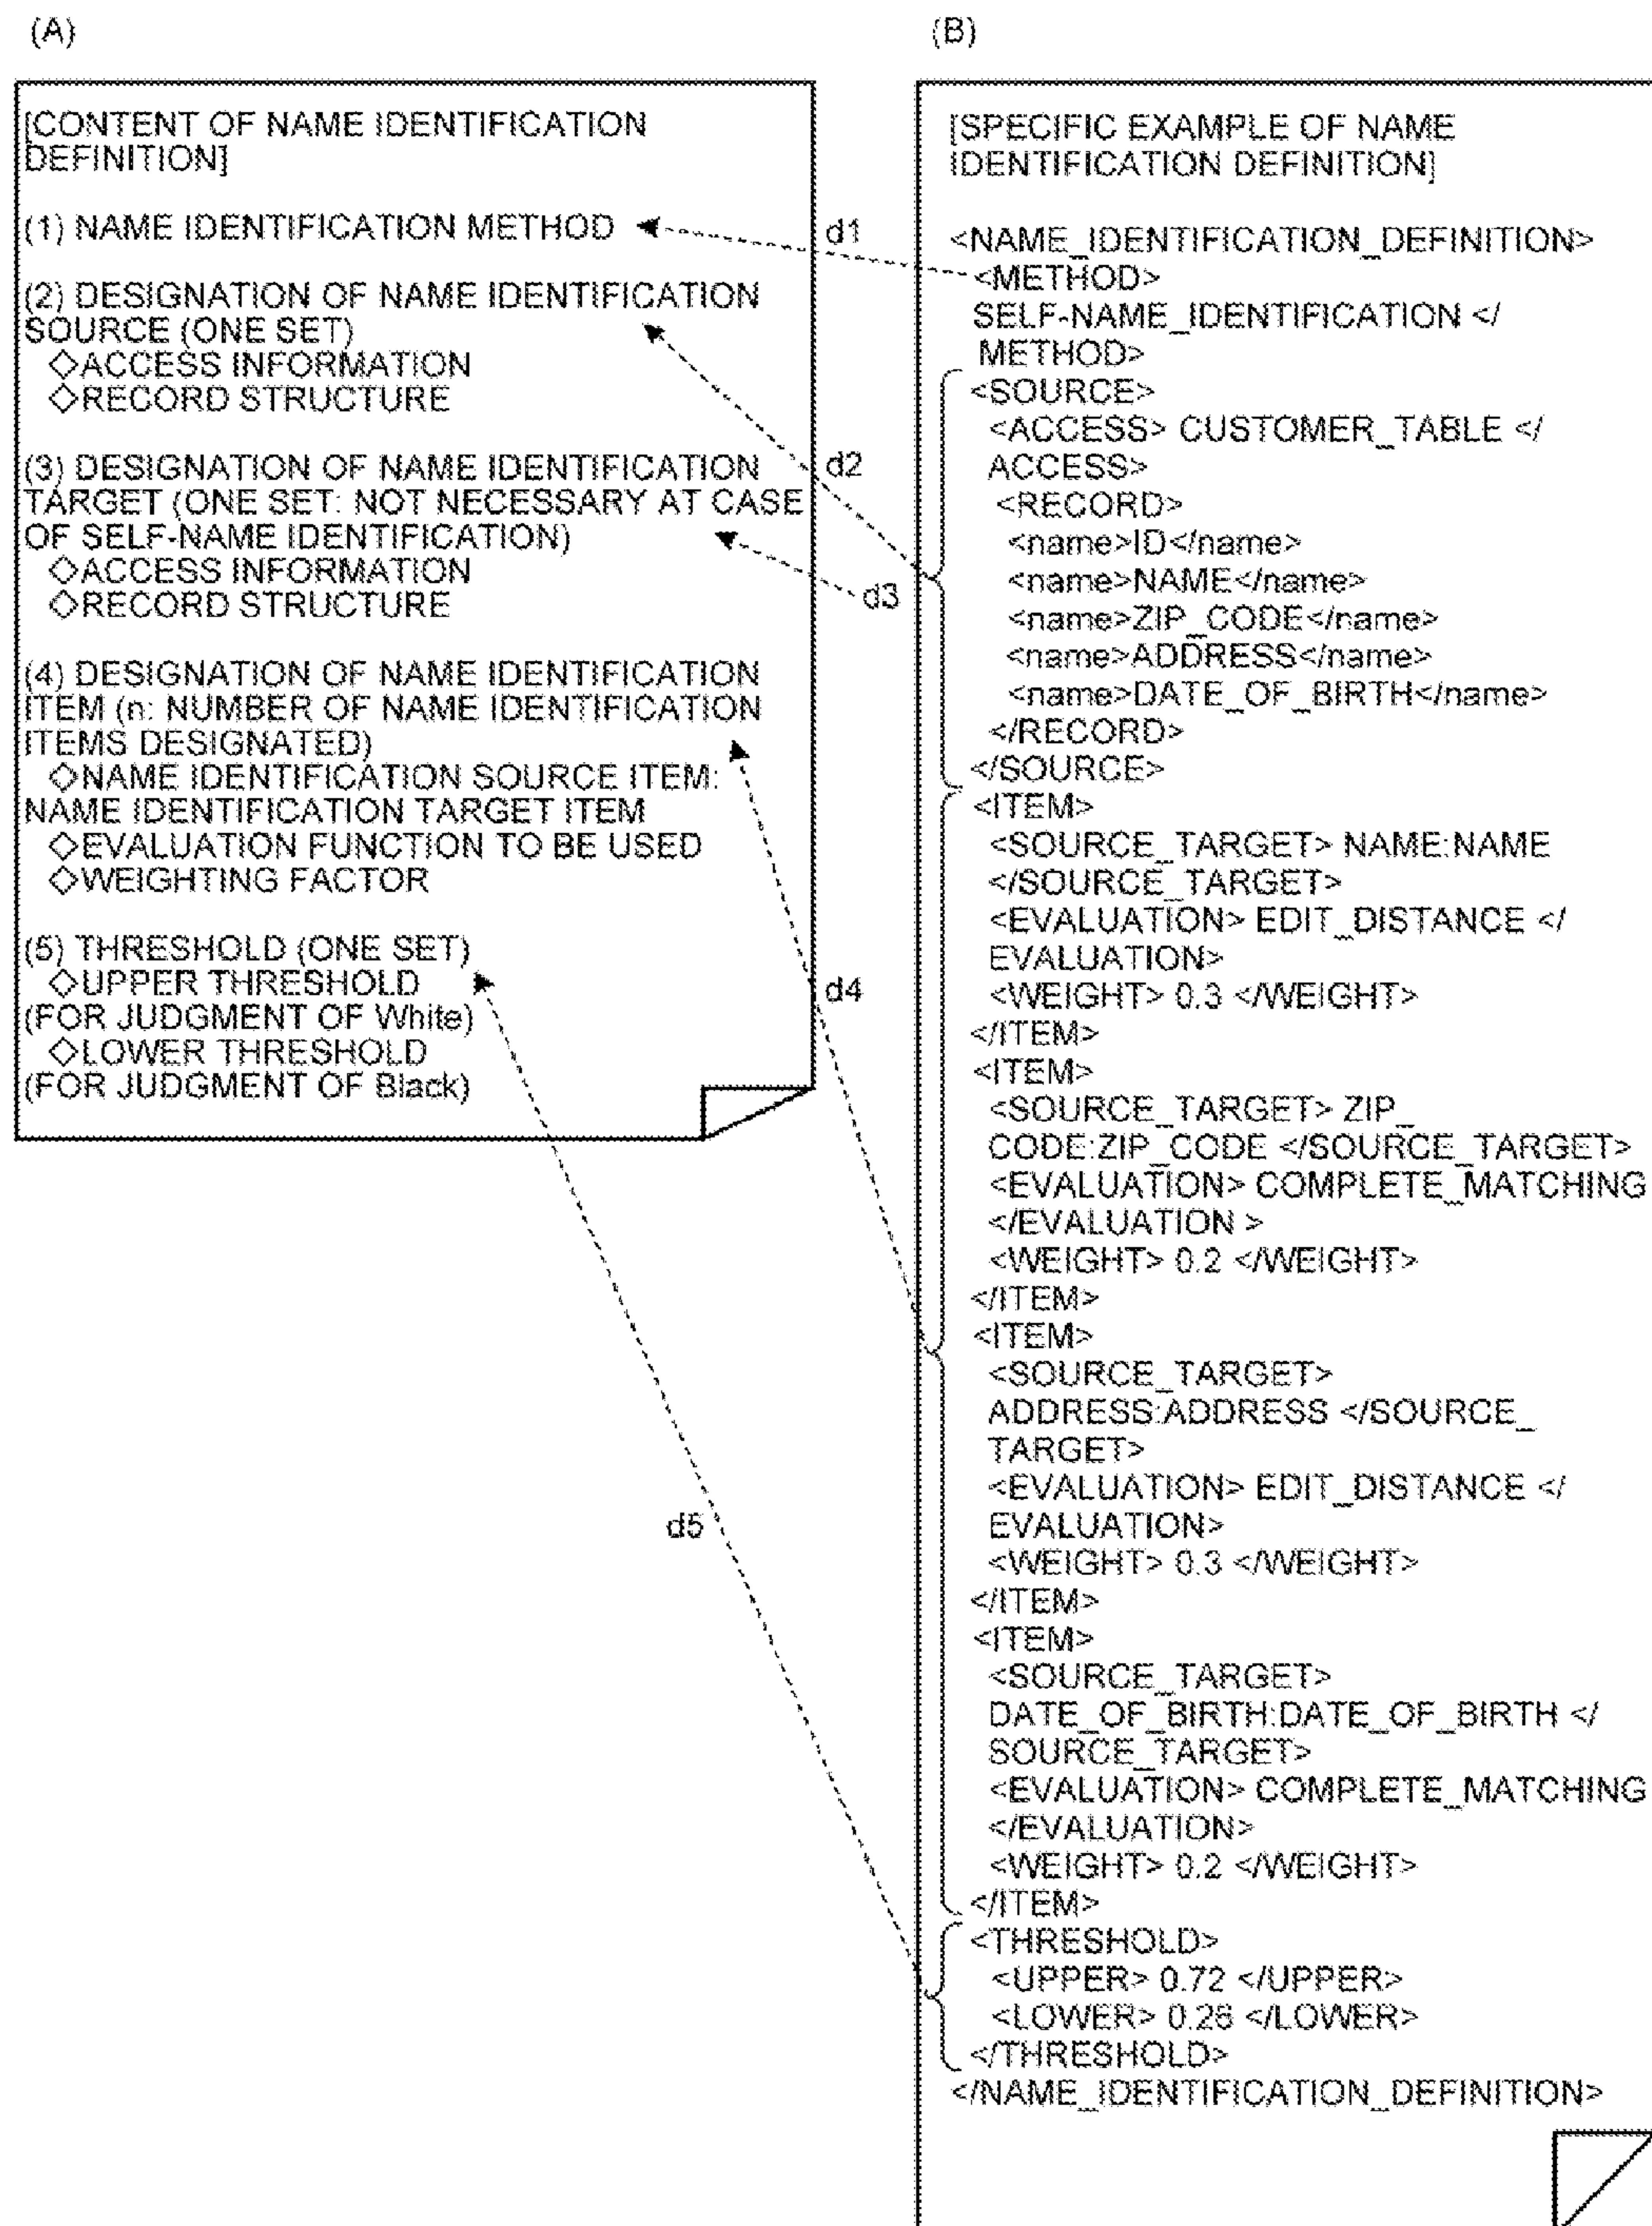 (A)
[CONTENT OF NAME IDENTIFICATION
DEFINITION]
(1) NAME IDENTIFICATION METHOD
(2) DESIGNATION OF NAME IDENTIFICATION
SOURCE (ONE SET)
◇ACCESS INFORMATION
◇RECORD STRUCTURE
(3) DESIGNATION OF NAME IDENTIFICATION
TARGET (ONE SET: NOT NECESSARY AT CASE
OF SELF-NAME IDENTIFICATION)
◇ACCESS INFORMATION
◇RECORD STRUCTURE
(4) DESIGNATION OF NAME IDENTIFICATION
ITEM (n: NUMBER OF NAME IDENTIFICATION
ITEMS DESIGNATED)
◇NAME IDENTIFICATION SOURCE ITEM:
NAME IDENTIFICATION TARGET ITEM
◇EVALUATION FUNCTION TO BE USED
◇WEIGHTING FACTOR
(5) THRESHOLD (ONE SET)
◇UPPER THRESHOLD
(FOR JUDGMENT OF White)
◇LOWER THRESHOLD
(FOR JUDGMENT OF Black)
d1
d2
d3
d4
d5
(B)
[SPECIFIC EXAMPLE OF NAME
IDENTIFICATION DEFINITION]
<NAME_IDENTIFICATION_DEFINITION>
<METHOD>
SELF-NAME_IDENTIFICATION </
METHOD>
<SOURCE>
<ACCESS> CUSTOMER_TABLE </
ACCESS>
<RECORD>
<name>ID</name>
<name>NAME</name>
<name>ZIP_CODE</name>
<name>ADDRESS</name>
<name>DATE_OF_BIRTH</name>
</RECORD>
</SOURCE>
<ITEM>
<SOURCE_TARGET> NAME:NAME
</SOURCE_TARGET>
<EVALUATION> EDIT_DISTANCE </
EVALUATION>
<WEIGHT> 0.3 </WEIGHT>
</ITEM>
<ITEM>
<SOURCE_TARGET> ZIP_
CODE:ZIP_CODE </SOURCE_TARGET>
<EVALUATION> COMPLETE_MATCHING
</EVALUATION >
<WEIGHT> 0.2 </WEIGHT>
</ITEM>
<ITEM>
<SOURCE_TARGET>
ADDRESS:ADDRESS </SOURCE_
TARGET>
<EVALUATION> EDIT_DISTANCE </
EVALUATION>
<WEIGHT> 0.3 </WEIGHT>
</ITEM>
<ITEM>
<SOURCE_TARGET>
DATE_OF_BIRTH:DATE_OF_BIRTH </
SOURCE_TARGET>
<EVALUATION> COMPLETE_MATCHING
</EVALUATION>
<WEIGHT> 0.2 </WEIGHT>
</ITEM>
<THRESHOLD>
<UPPER> 0.72 </UPPER>
<LOWER> 0.28 </LOWER>
</THRESHOLD>
</NAME_IDENTIFICATION_DEFINITION>